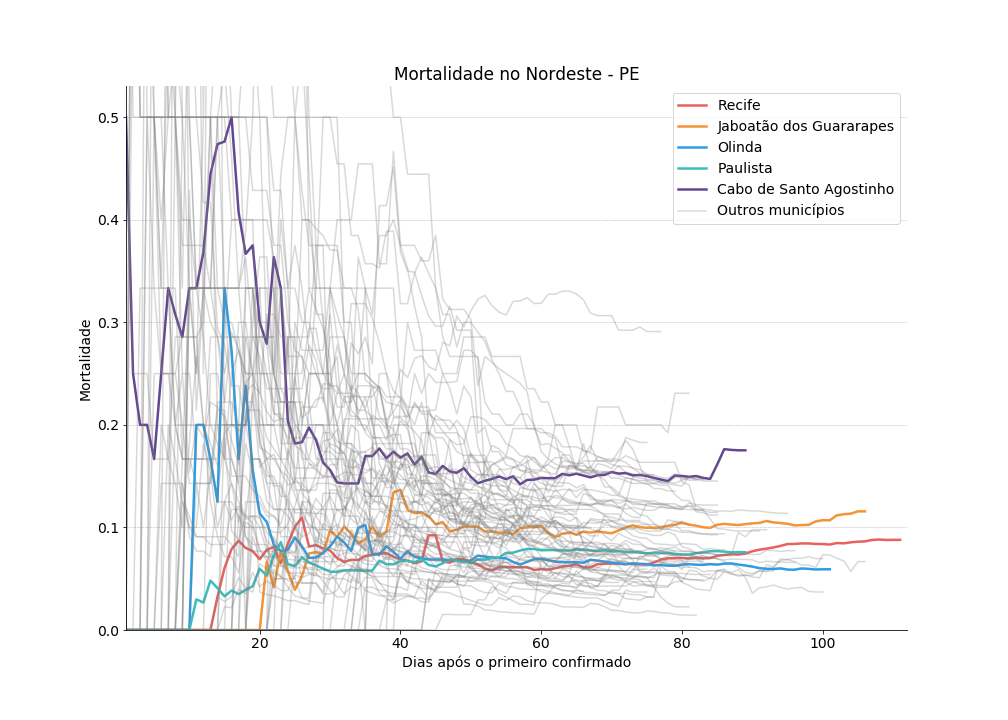 Mortalidade no Nordeste - PE
Recife
Jaboatão dos Guararapes
Olinda
Paulista
Cabo de Santo Agostinho
Outros municípios
Mortalidade
0.5
0.4
0.3
0.2
0.1
0.0
20
40
60
80
100
Dias após o primeiro confirmado